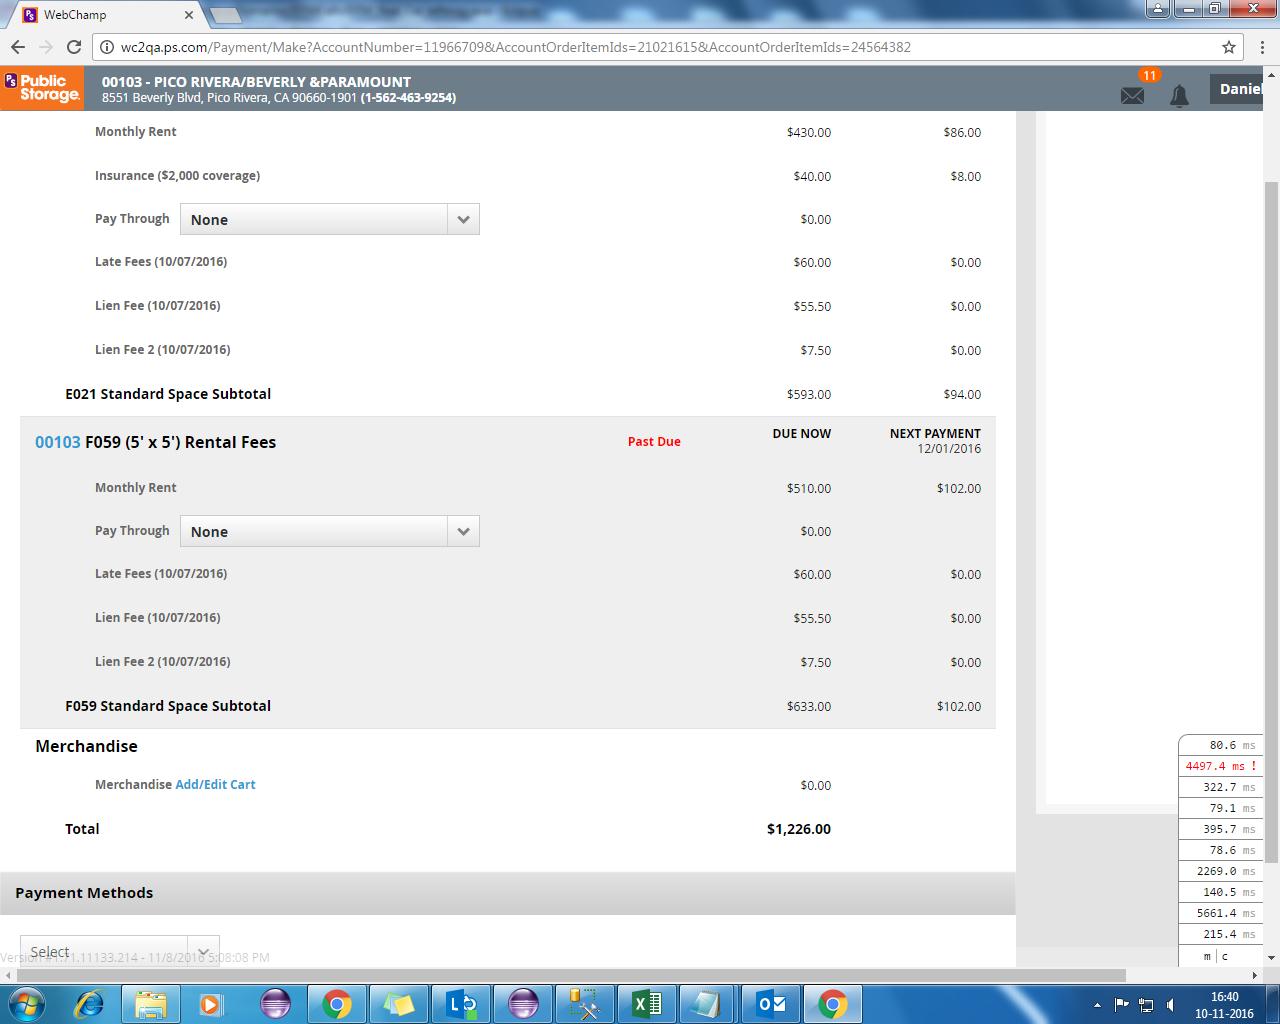 WebChamp
wc2qa.ps.com/Payment/Make?AccountNumber=11966709&AccountOrderItemIds=21021615&AccountOrderItemIds=24564382
Ps Public Storage.
00103 - PICO RIVERA/BEVERLY &PARAMOUNT
8551 Beverly Blvd, Pico Rivera, CA 90660-1901 (1-562-463-9254)
11
Daniel
Monthly Rent $430.00 $86.00
Insurance ($2,000 coverage) $40.00 $8.00
Pay Through None $0.00
Late Fees (10/07/2016) $60.00 $0.00
Lien Fee (10/07/2016) $55.50 $0.00
Lien Fee 2 (10/07/2016) $7.50 $0.00
E021 Standard Space Subtotal $593.00 $94.00
00103 F059 (5' x 5') Rental Fees Past Due DUE NOW NEXT PAYMENT
12/01/2016
Monthly Rent $510.00 $102.00
Pay Through None $0.00
Late Fees (10/07/2016) $60.00 $0.00
Lien Fee (10/07/2016) $55.50 $0.00
Lien Fee 2 (10/07/2016) $7.50 $0.00
F059 Standard Space Subtotal $633.00 $102.00
Merchandise
Merchandise Add/Edit Cart $0.00
Total $1,226.00
Payment Methods
Select
Version #1.71.11133.214 - 11/8/2016 5:08:08 PM
80.6 ms
4497.4 ms !
322.7 ms
79.1 ms
395.7 ms
78.6 ms
2269.0 ms
140.5 ms
5661.4 ms
215.4 ms
m | c
16:40
10-11-2016